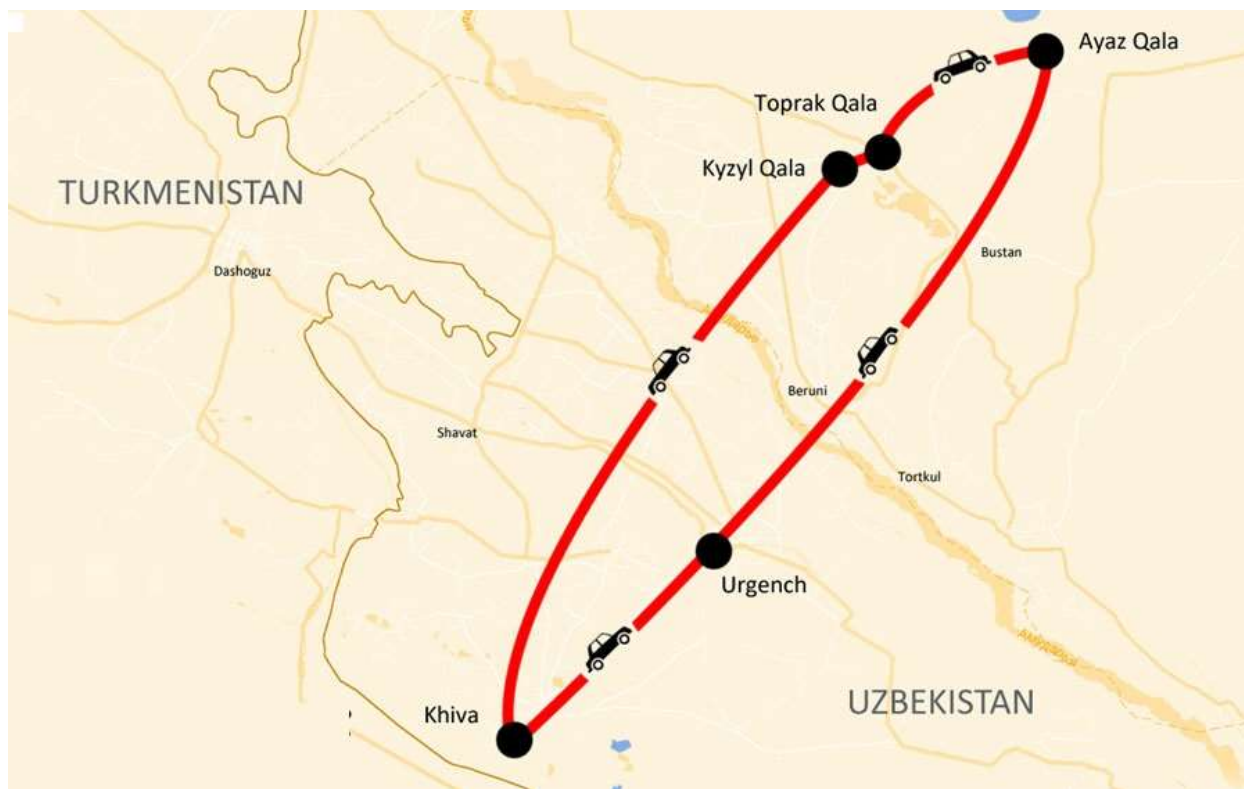 Ayaz Qala
Toprak Qala
Kyzyl Qala
TURKMENISTAN
Bustan
Dashoguz
Beruni
Shavat
Tortkul
Urgench
UZBEKISTAN
Khiva